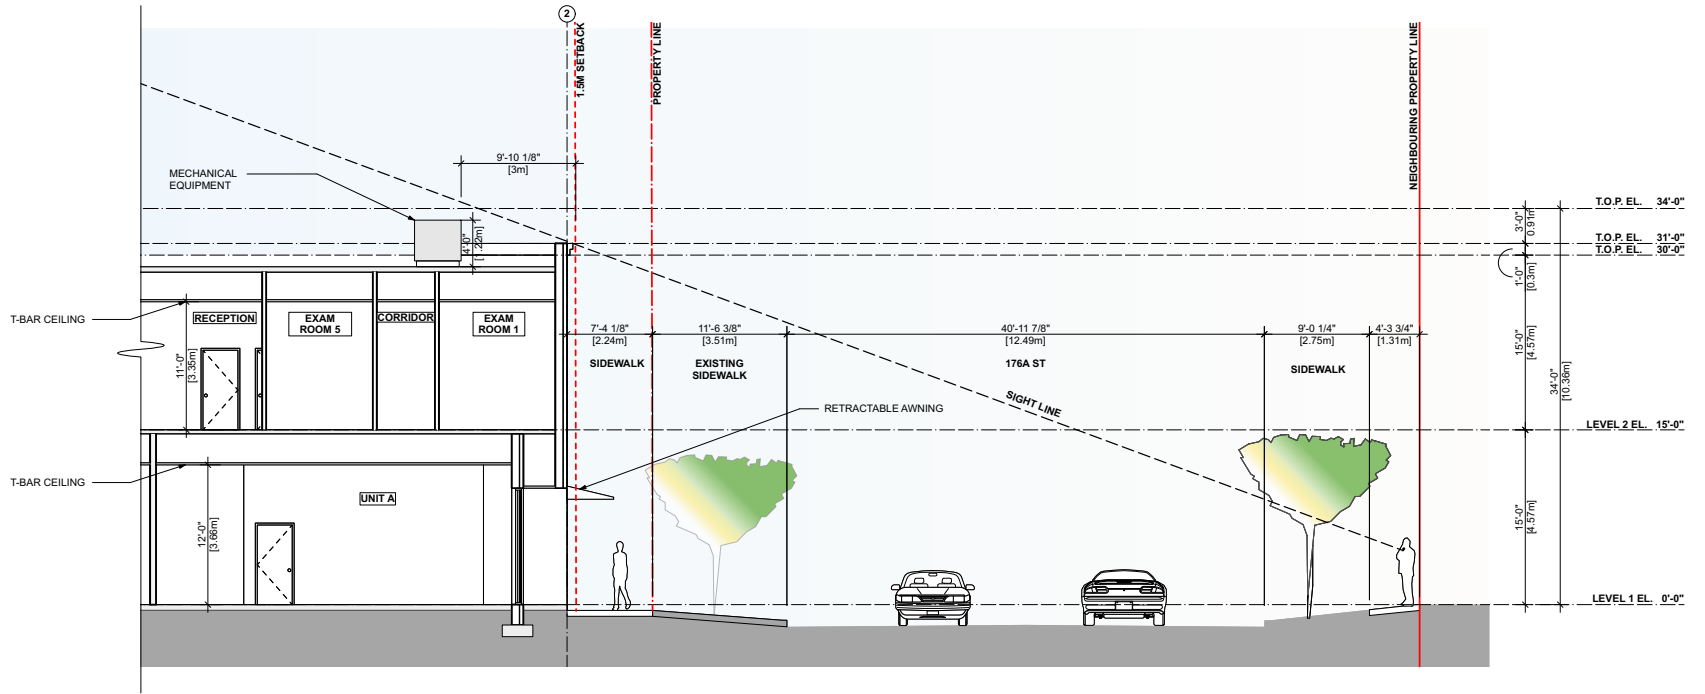 2
1.5M SETBACK
PROPERTY LINE
NEIGHBOURING PROPERTY LINE
9'-10 1/8"
[3m]
MECHANICAL
EQUIPMENT
4'-0"
[1.22m]
T.O.P. EL. 34'-0"
T.O.P. EL. 31'-0"
T.O.P. EL. 30'-0"
3'-0"
0.91m
1'-0"
[0.3m]
T-BAR CEILING
RECEPTION
EXAM
ROOM 5
CORRIDOR
EXAM
ROOM 1
7'-4 1/8"
[2.24m]
11'-6 3/8"
[3.51m]
40'-11 7/8"
[12.49m]
9'-0 1/4"
[2.75m]
4'-3 3/4"
[1.31m]
SIDEWALK
EXISTING
SIDEWALK
176A ST
SIDEWALK
11'-0"
[3.35m]
15'-0"
[4.57m]
34'-0"
[10.36m]
SIGHT LINE
RETRACTABLE AWNING
LEVEL 2 EL. 15'-0"
T-BAR CEILING
UNIT A
12'-0"
[3.66m]
15'-0"
[4.57m]
LEVEL 1 EL. 0'-0"